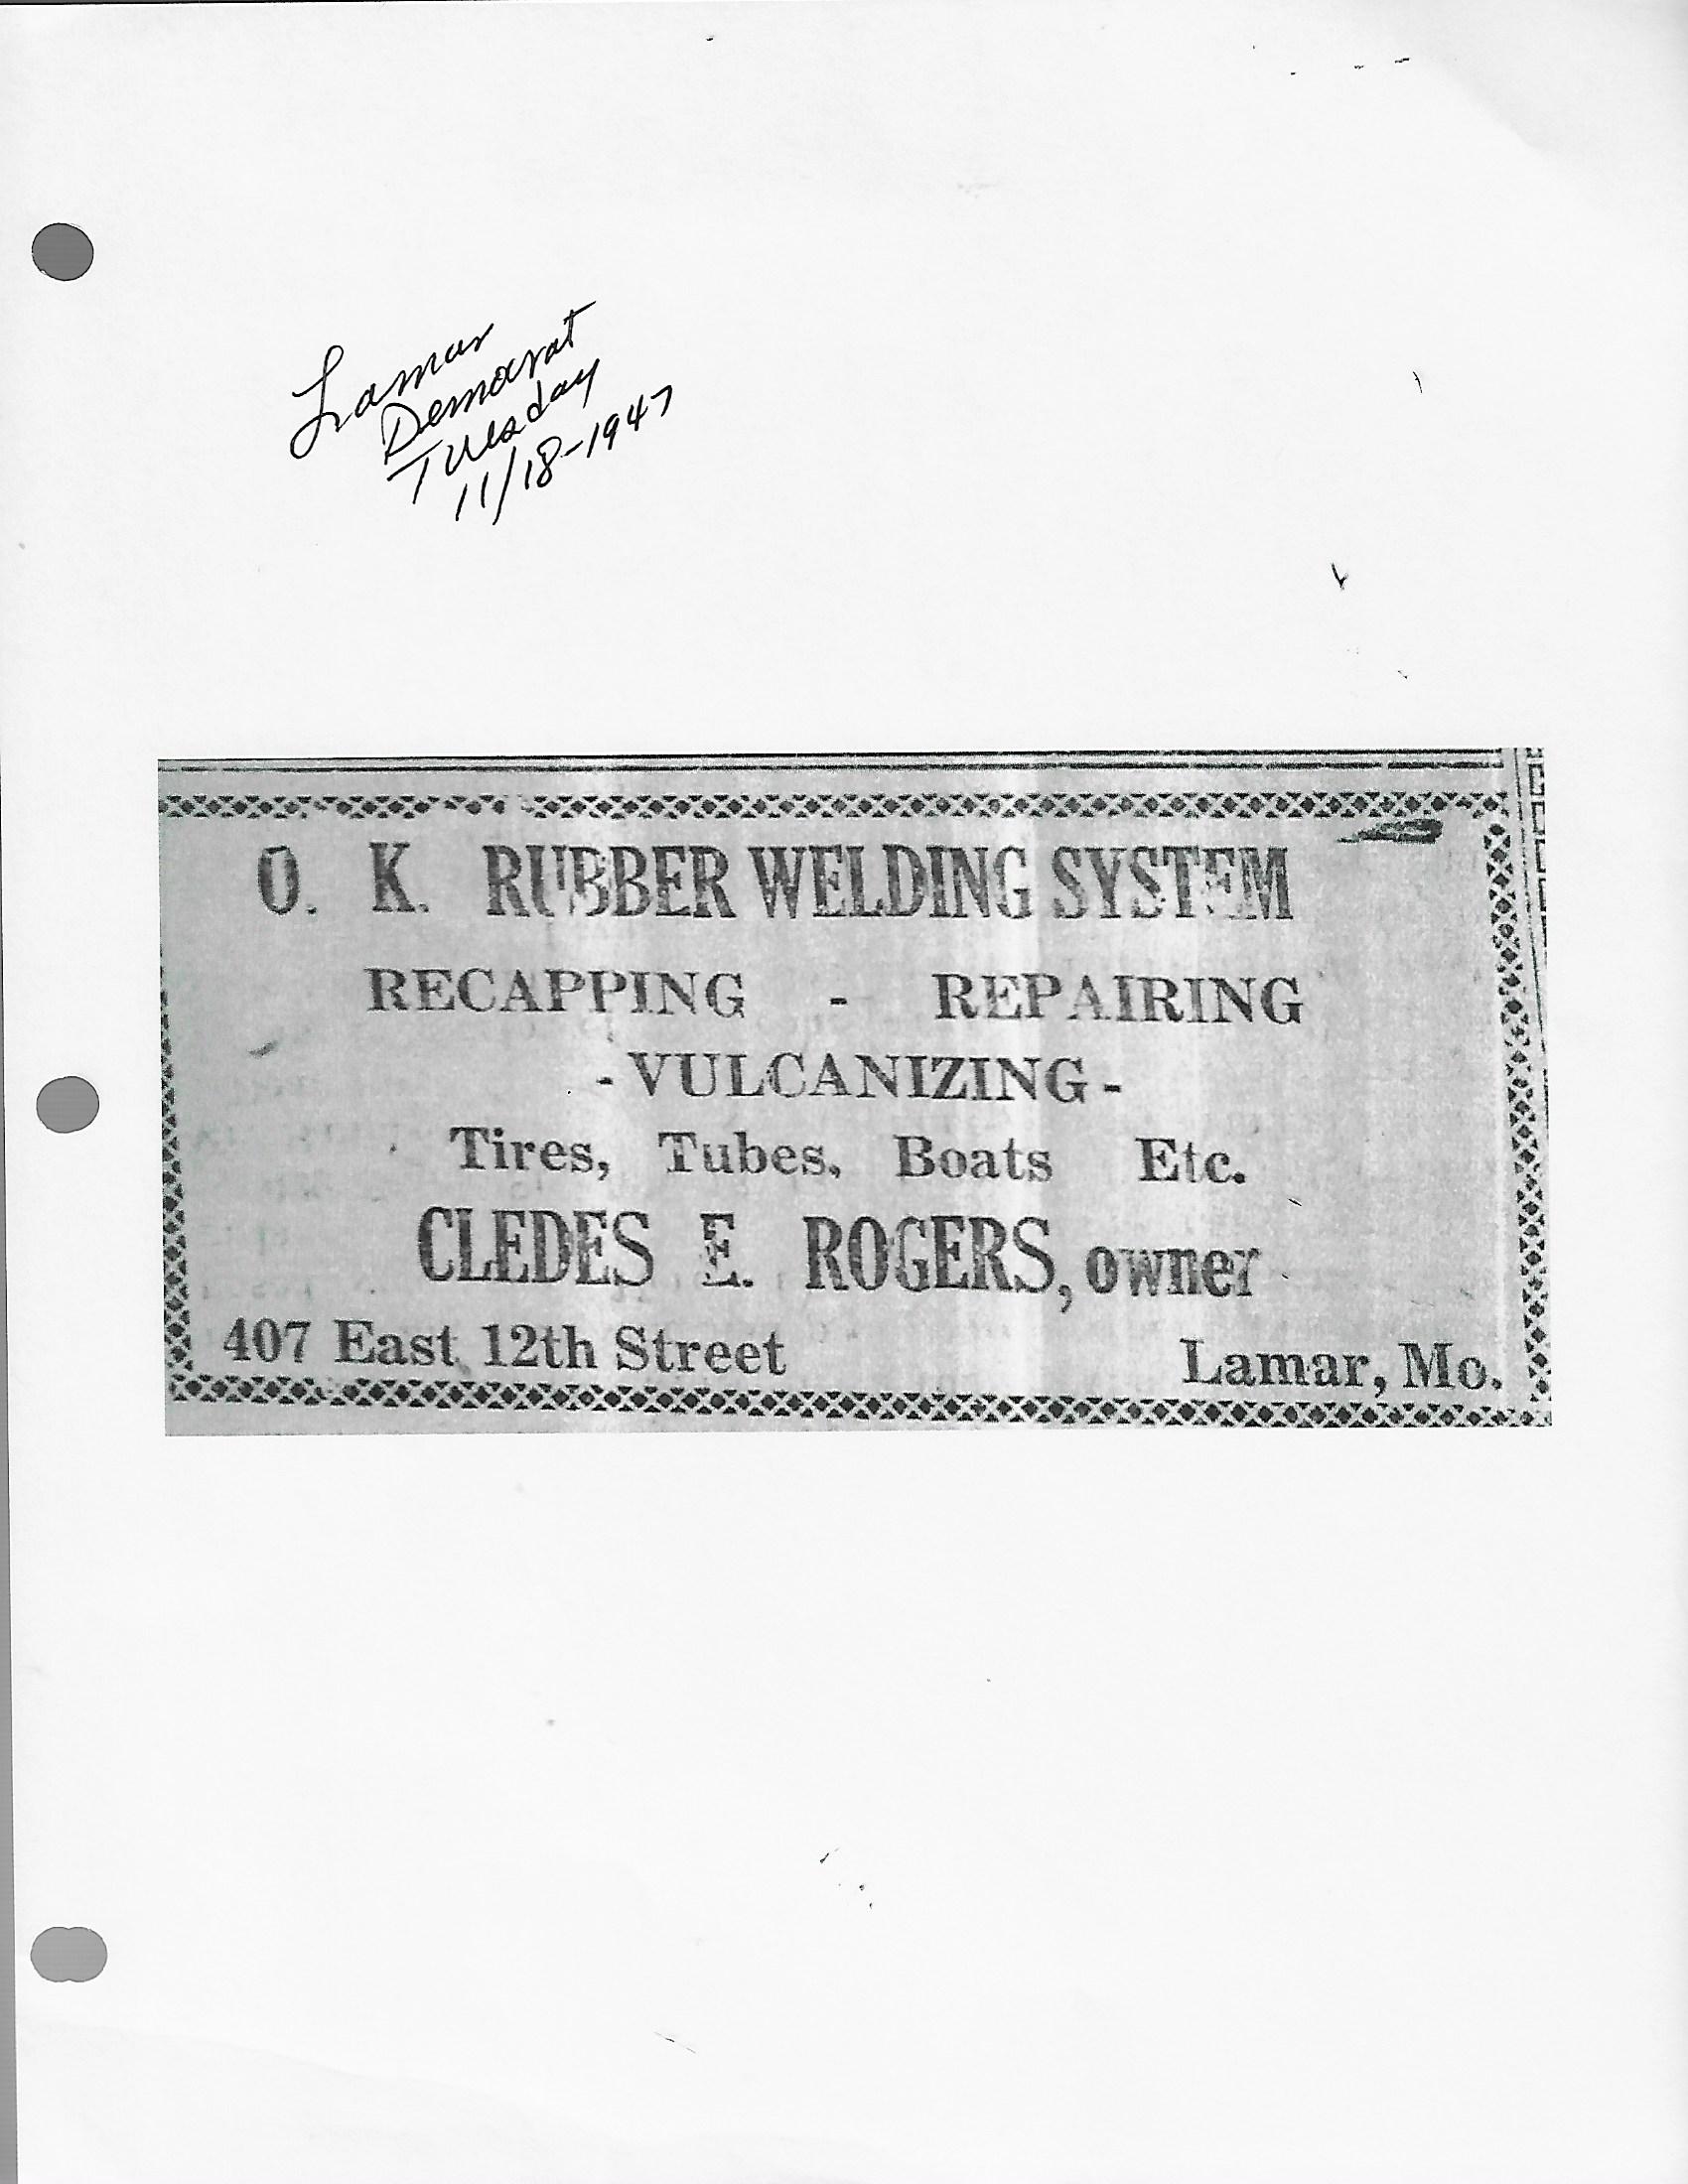 Lamar
Democrat
Tuesday
11/18-1947
O. K. RUBBER WELDING SYSTEM
RECAPPING - REPAIRING
- VULCANIZING -
Tires, Tubes, Boats Etc.
CLEDES E. ROGERS, owner
407 East 12th Street Lamar, Mo.